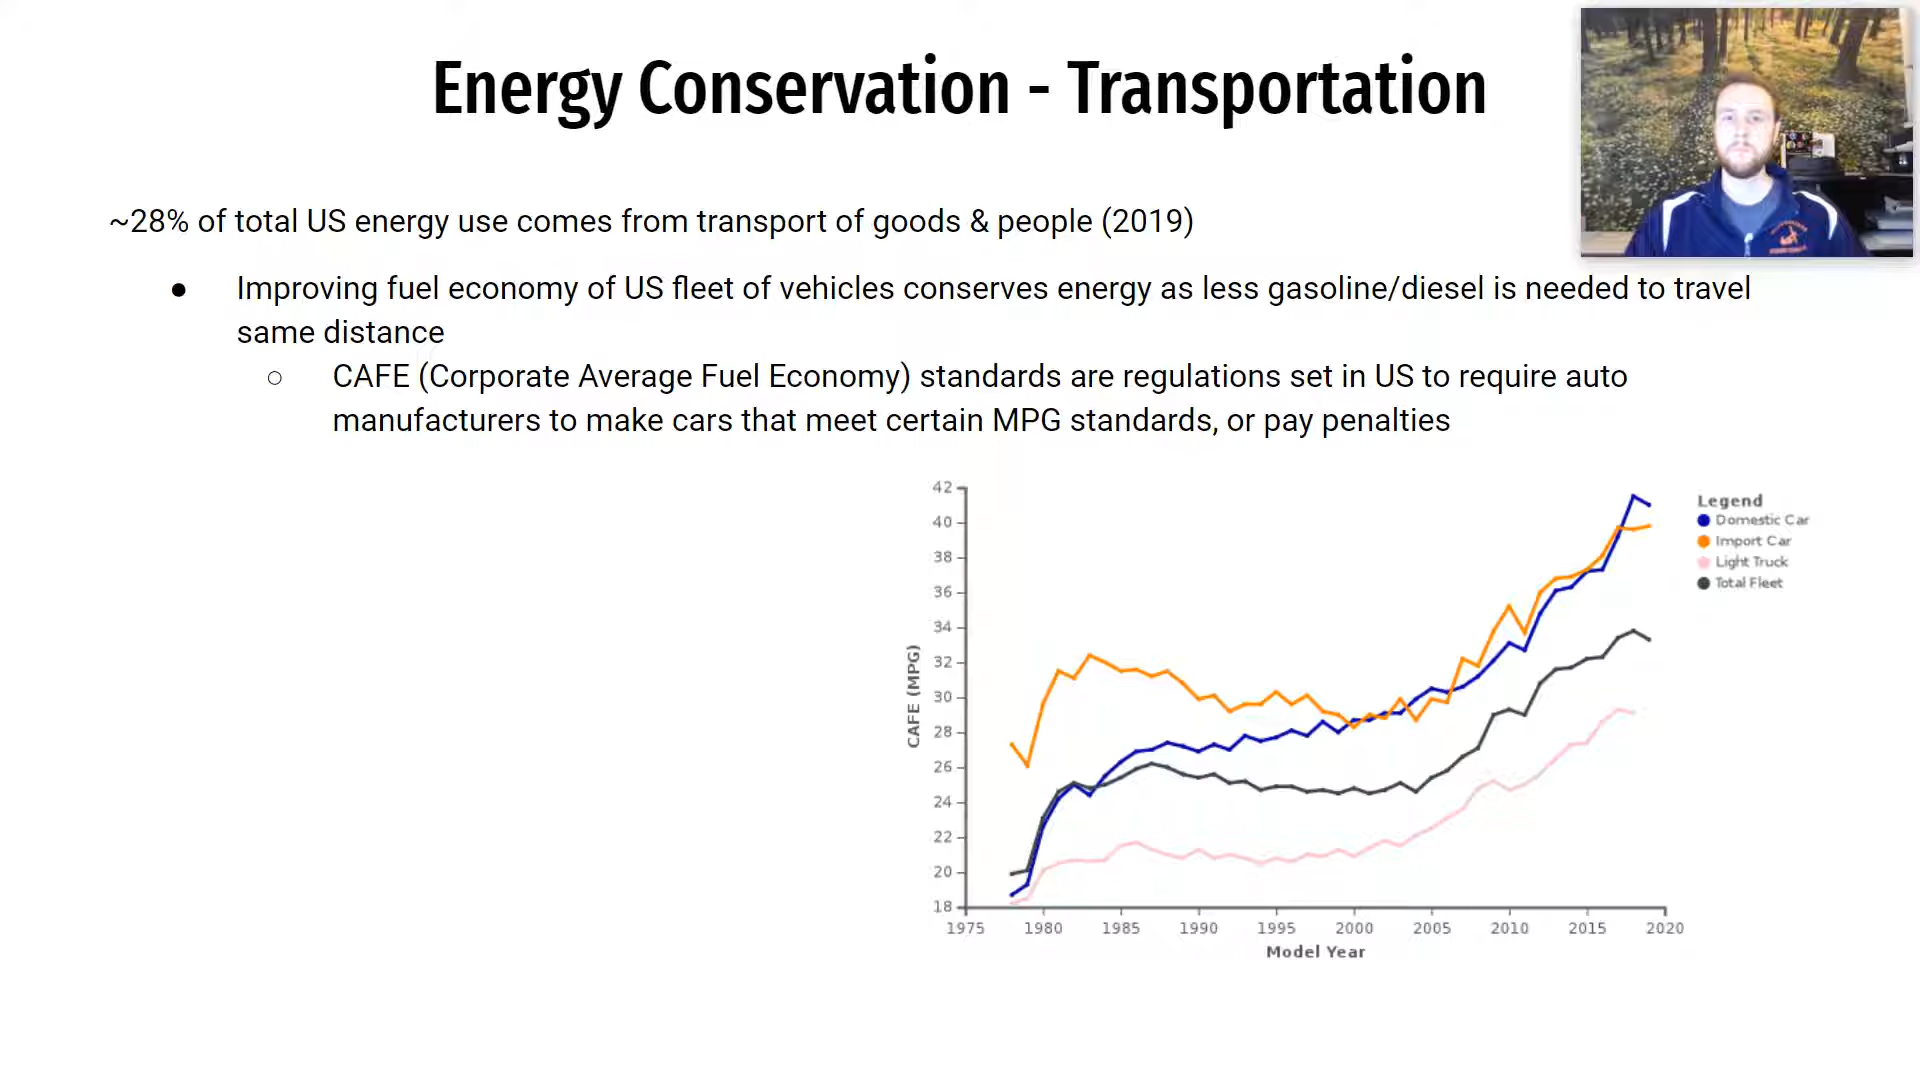 Energy Conservation - Transportation
~28% of total US energy use comes from transport of goods & people (2019)
● Improving fuel economy of US fleet of vehicles conserves energy as less gasoline/diesel is needed to travel
same distance
○ CAFE (Corporate Average Fuel Economy) standards are regulations set in US to require auto
manufacturers to make cars that meet certain MPG standards, or pay penalties
42
40
38
36
34
32
30
28
26
24
22
20
18
CAFE (MPG)
1975 1980 1985 1990 1995 2000 2005 2010 2015 2020
Model Year
Legend
Domestic Car
Import Car
Light Truck
Total Fleet